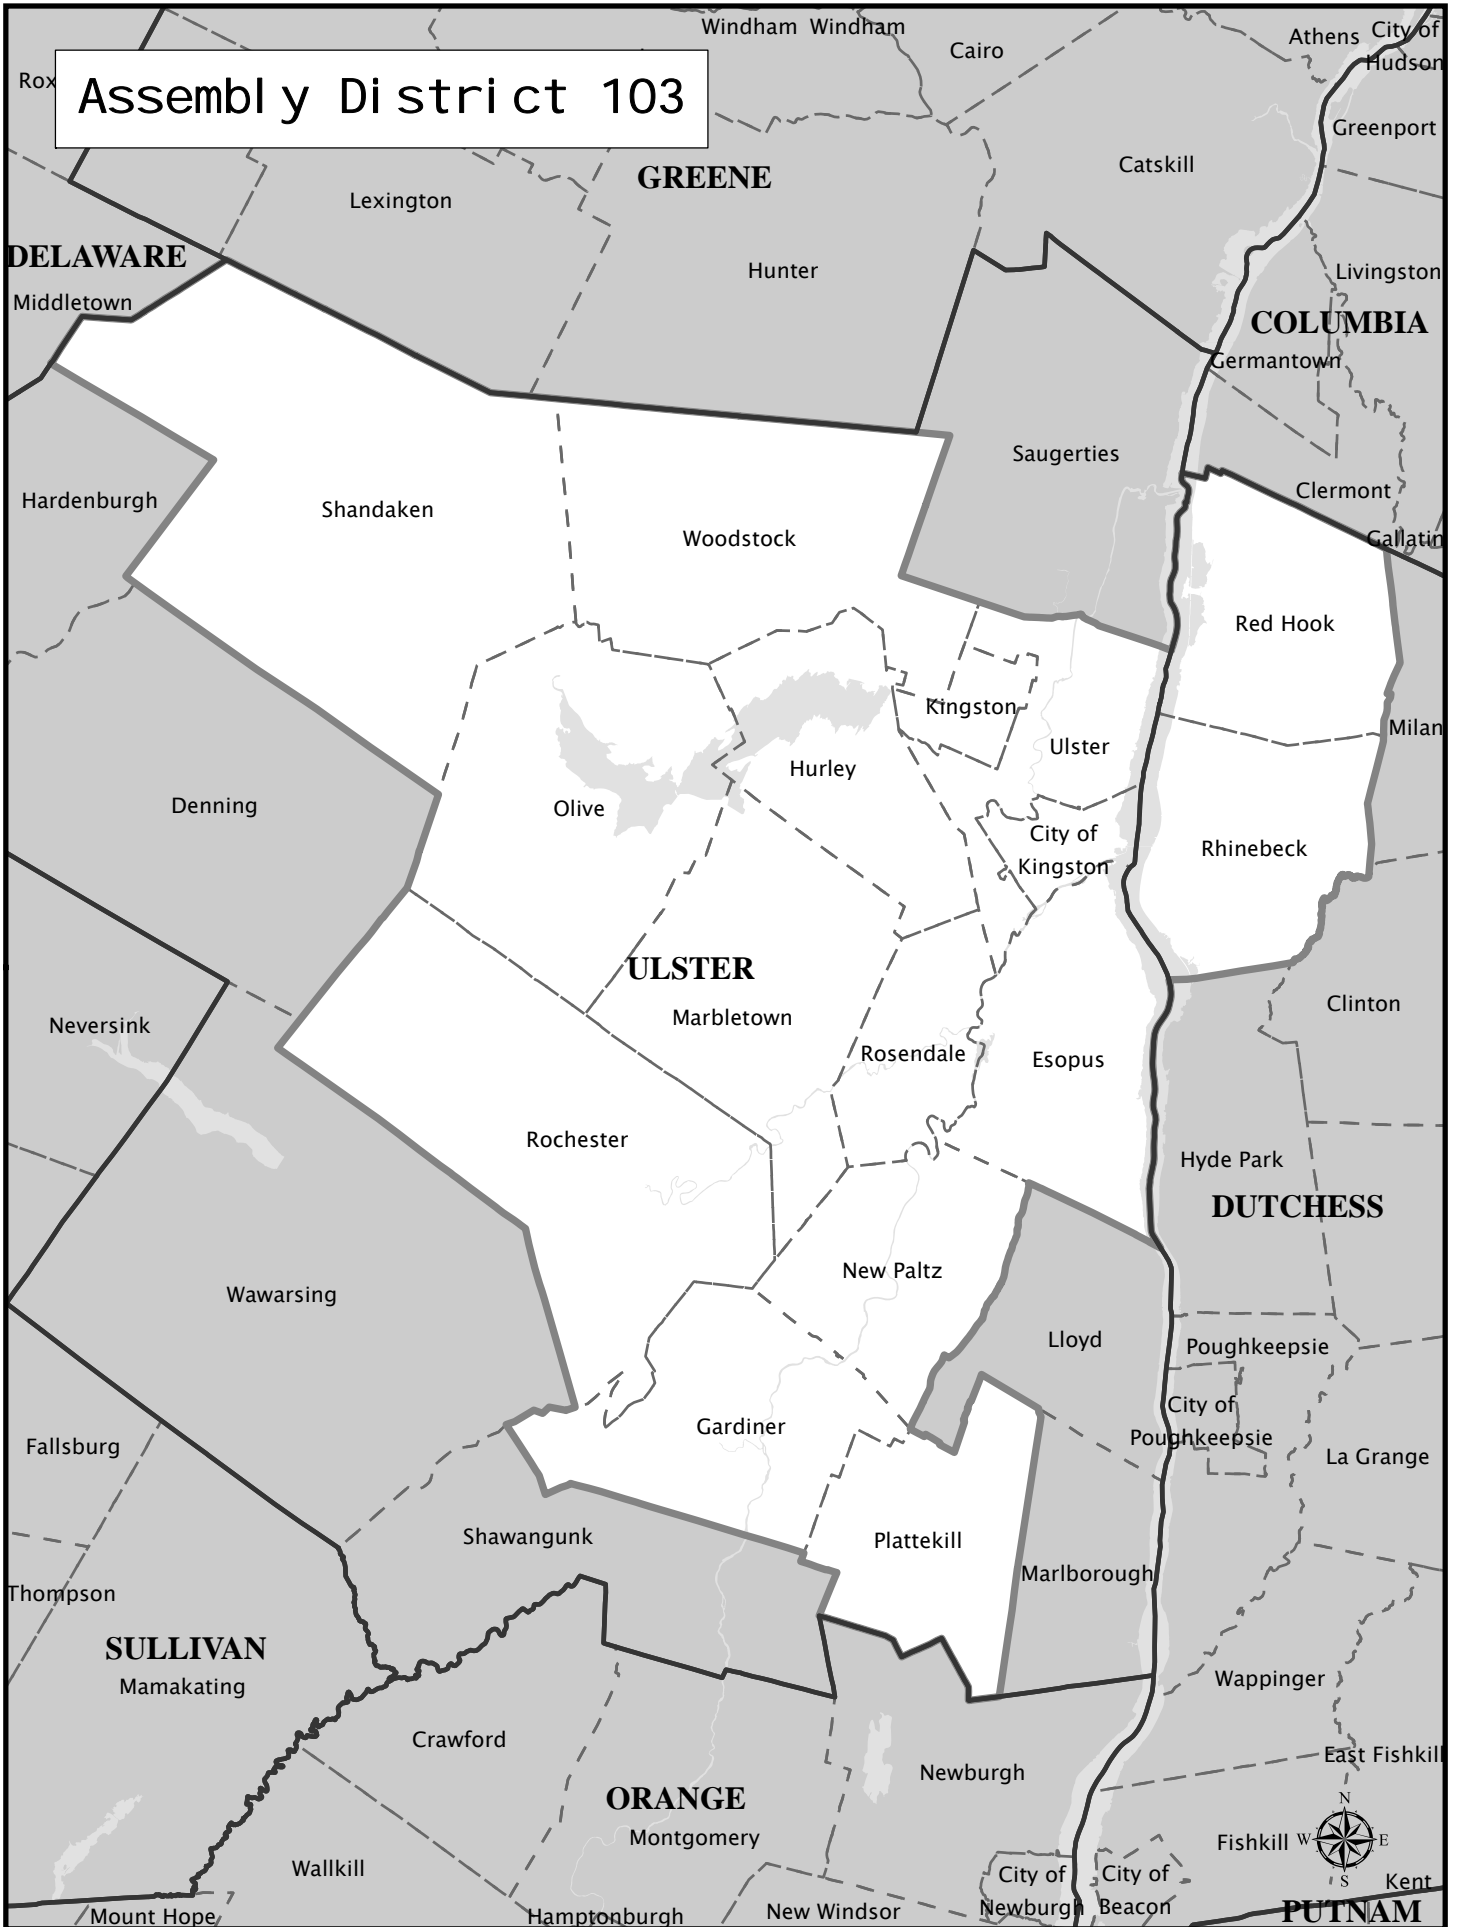 Windham Windham
Cairo
Athens
City of
Hudson
Rox
Assembly District 103
Greenport
Catskill
GREENE
Lexington
DELAWARE
Hunter
Livingston
Middletown
COLUMBIA
Germantown
Saugerties
Hardenburgh
Clermont
Shandaken
Woodstock
Gallatin
Red Hook
Kingston
Milan
Ulster
Hurley
Olive
Denning
City of
Kingston
Rhinebeck
ULSTER
Neversink
Marbletown
Clinton
Rosendale
Esopus
Rochester
Hyde Park
DUTCHESS
New Paltz
Wawarsing
Lloyd
Poughkeepsie
City of
Poughkeepsie
Gardiner
Fallsburg
La Grange
Shawangunk
Plattekill
Marlborough
Thompson
SULLIVAN
Mamakating
Wappinger
Crawford
East Fishkill
Newburgh
ORANGE
Montgomery
N
W
E
S
Fishkill
Wallkill
City of
Newburgh
City of
Beacon
Kent
PUTNAM
Mount Hope
Hamptonburgh
New Windsor